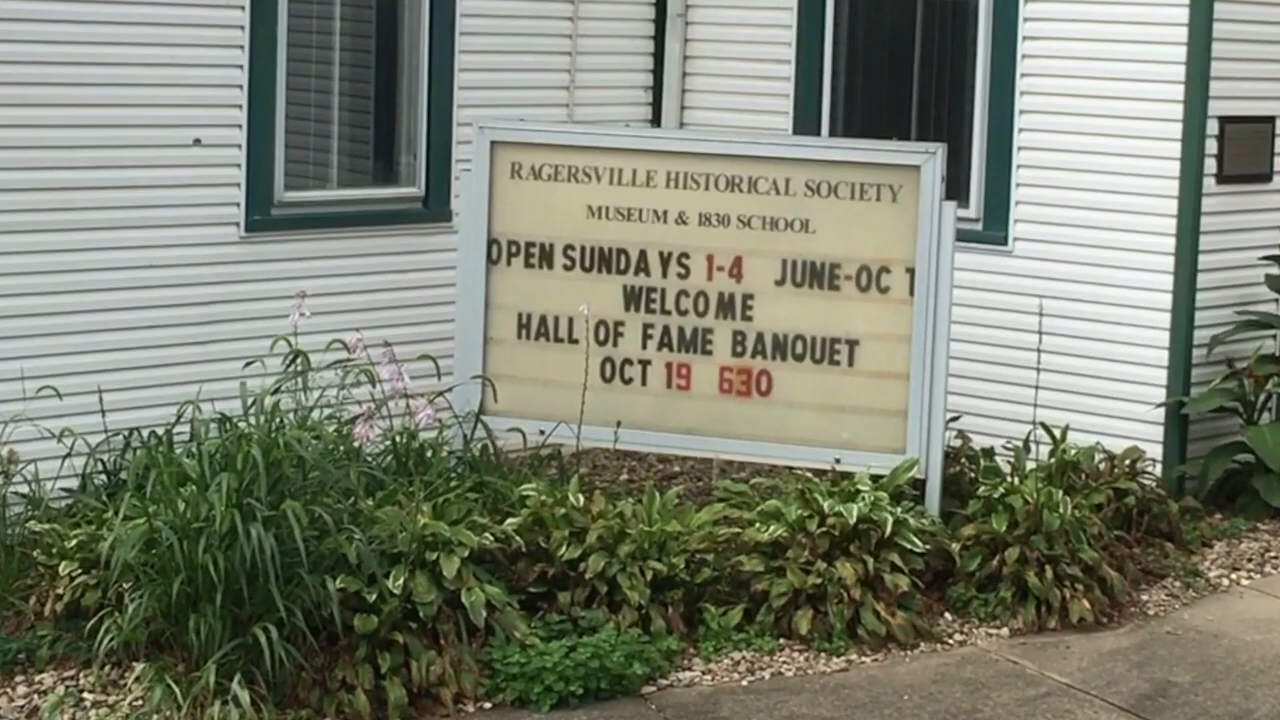 RAGERSVILLE HISTORICAL SOCIETY
MUSEUM & 1830 SCHOOL
OPEN SUNDAYS 1-4 JUNE-OCT
WELCOME
HALL OF FAME BANQUET
OCT 19 630